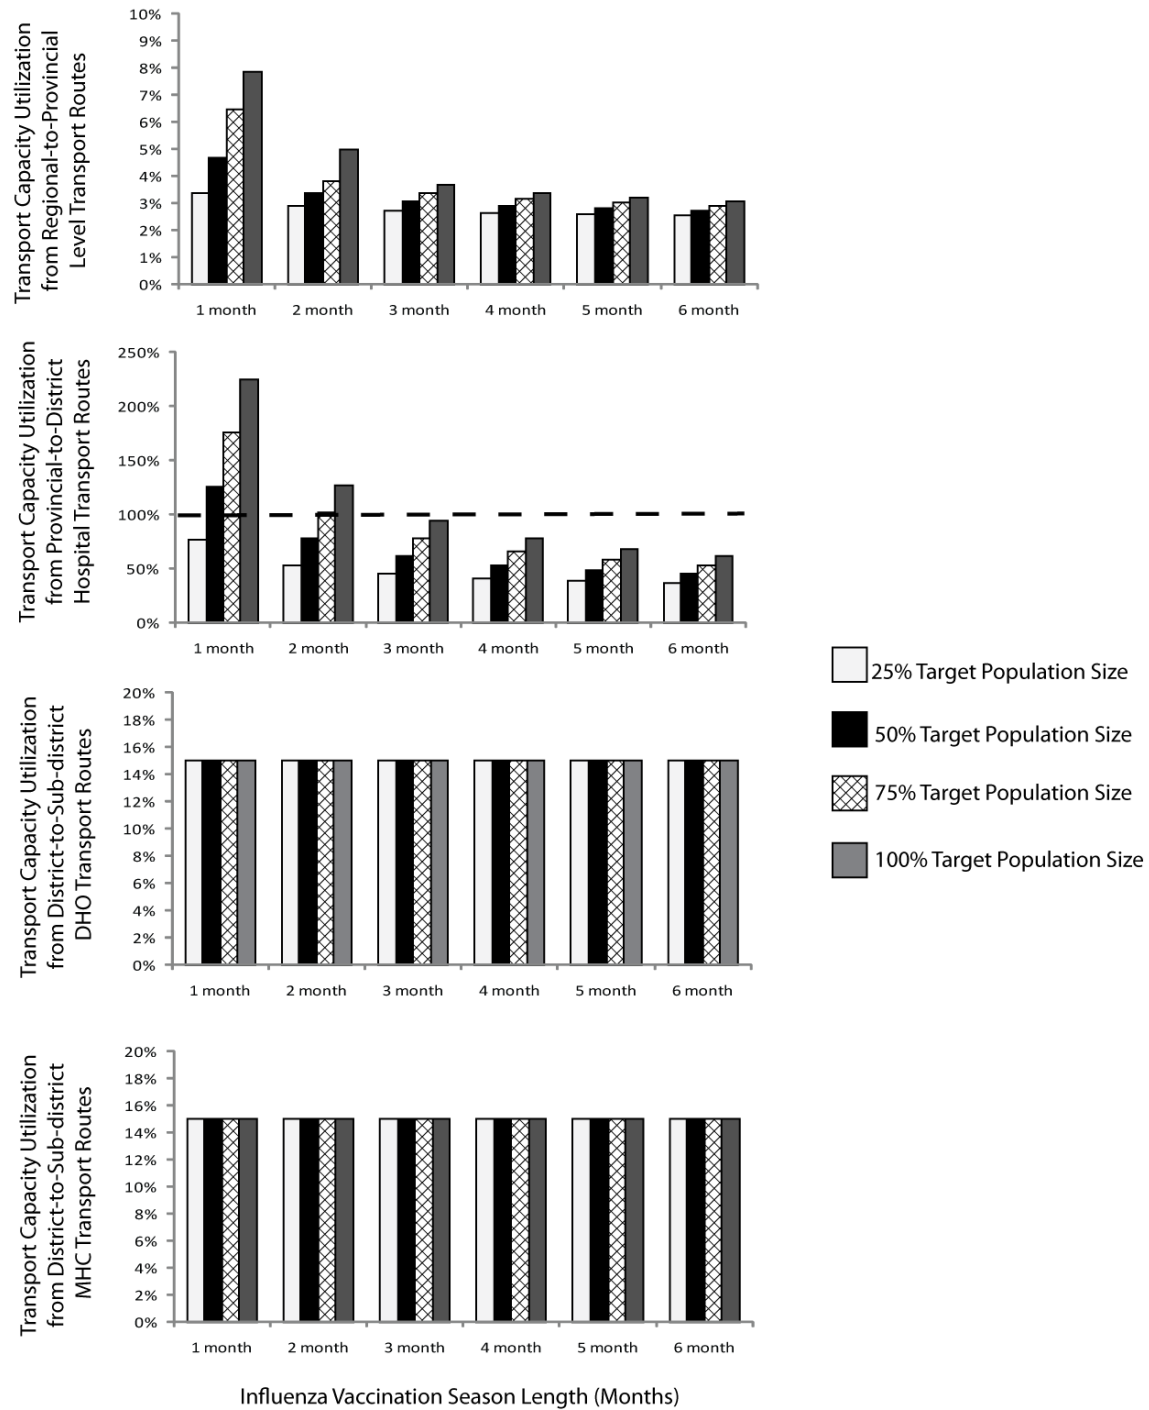 Transport Capacity Utilization
from Regional-to-Provincial
Level Transport Routes
10%
9%
8%
7%
6%
5%
4%
3%
2%
1%
0%
1 month 2 month 3 month 4 month 5 month 6 month
Transport Capacity Utilization
from Provincial-to-District
Hospital Transport Routes
250%
200%
150%
100%
50%
0%
1 month 2 month 3 month 4 month 5 month 6 month
Transport Capacity Utilization
from District-to-Sub-district
DHO Transport Routes
20%
18%
16%
14%
12%
10%
8%
6%
4%
2%
0%
1 month 2 month 3 month 4 month 5 month 6 month
Transport Capacity Utilization
from District-to-Sub-district
MHC Transport Routes
20%
18%
16%
14%
12%
10%
8%
6%
4%
2%
0%
1 month 2 month 3 month 4 month 5 month 6 month
Influenza Vaccination Season Length (Months)
25% Target Population Size
50% Target Population Size
75% Target Population Size
100% Target Population Size